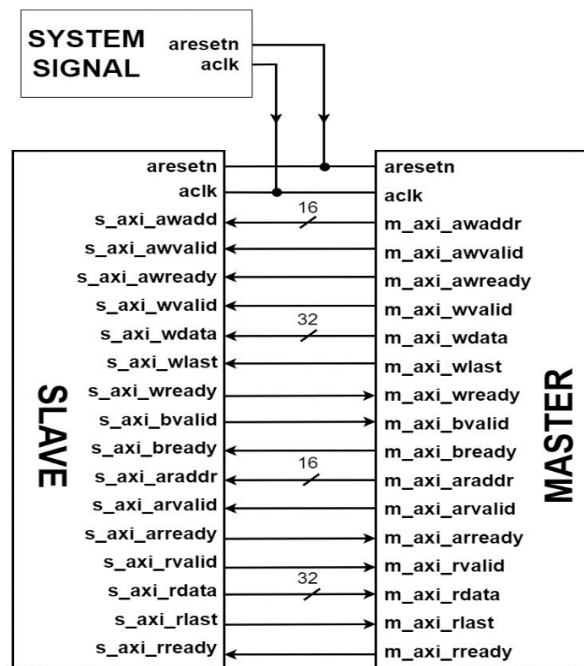 SYSTEM
SIGNAL
aresetn
aclk
SLAVE
MASTER
aresetn aresetn
aclk aclk
s_axi_awadd 16 m_axi_awaddr
s_axi_awvalid m_axi_awvalid
s_axi_awready m_axi_awready
s_axi_wvalid m_axi_wvalid
s_axi_wdata 32 m_axi_wdata
s_axi_wlast m_axi_wlast
s_axi_wready m_axi_wready
s_axi_bvalid m_axi_bvalid
s_axi_bready m_axi_bready
s_axi_araddr 16 m_axi_araddr
s_axi_arvalid m_axi_arvalid
s_axi_arready m_axi_arready
s_axi_rvalid m_axi_rvalid
s_axi_rdata 32 m_axi_rdata
s_axi_rlast m_axi_rlast
s_axi_rready m_axi_rready